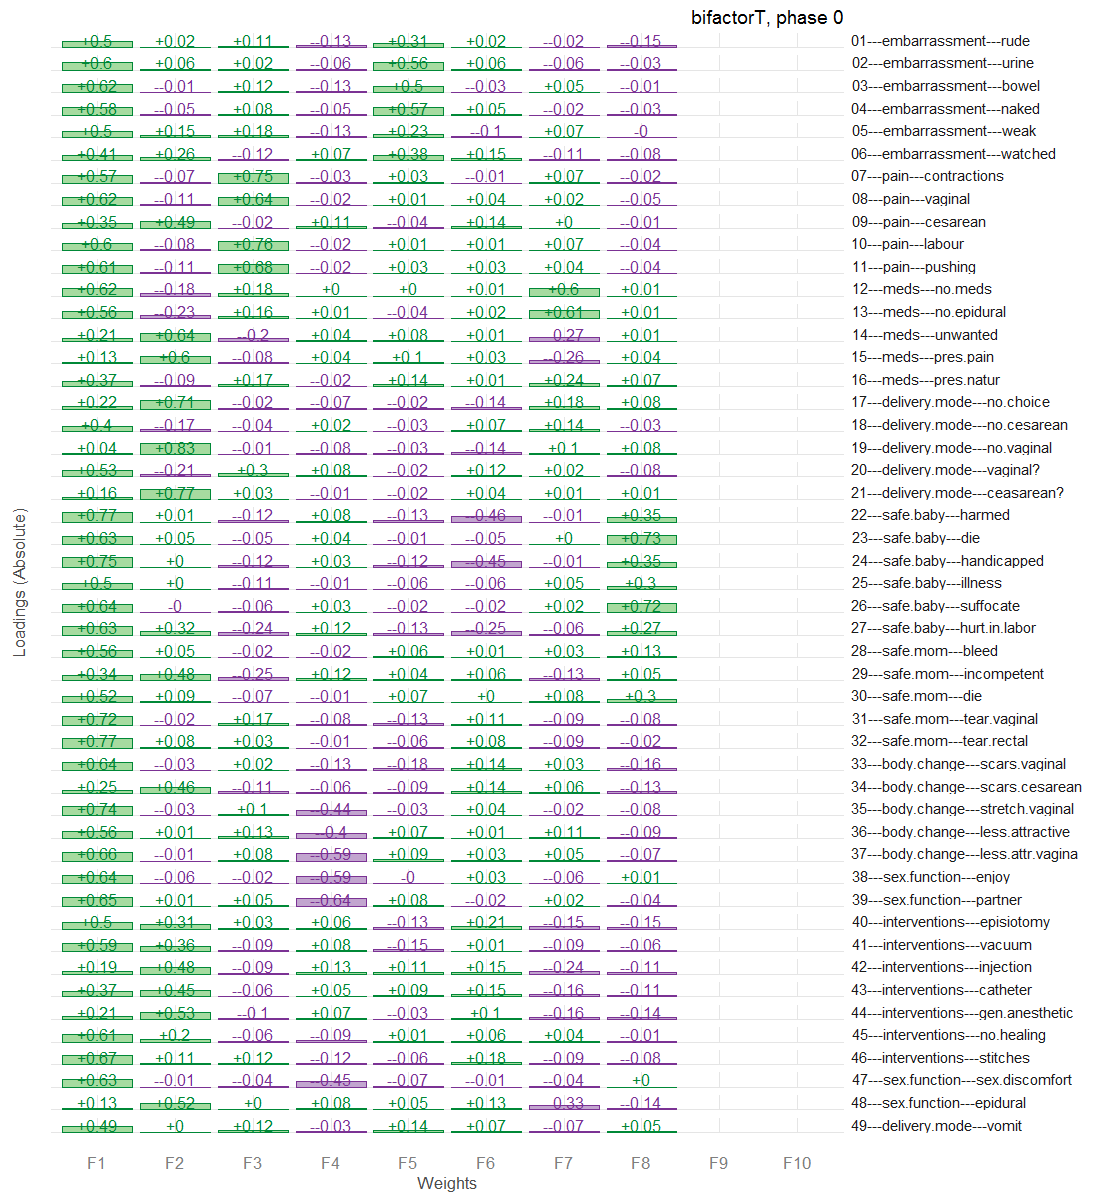 bifactorT, phase 0
+0.5 +0.02 +0.11 --0.13 +0.31 +0.02 --0.02 --0.15 01---embarrassment---rude
+0.6 +0.06 +0.02 --0.06 +0.56 +0.06 --0.06 --0.03 02---embarrassment---urine
+0.62 --0.01 +0.12 --0.13 +0.5 --0.03 +0.05 --0.01 03---embarrassment---bowel
+0.58 --0.05 +0.08 --0.05 +0.57 +0.05 --0.02 --0.03 04---embarrassment---naked
+0.5 +0.15 +0.18 --0.13 +0.23 --0.1 +0.07 -0 05---embarrassment---weak
+0.41 +0.26 --0.12 +0.07 +0.38 +0.15 --0.11 --0.08 06---embarrassment---watched
+0.57 --0.07 +0.75 --0.03 +0.03 --0.01 +0.07 --0.02 07---pain---contractions
+0.62 --0.11 +0.64 --0.02 +0.01 +0.04 +0.02 --0.05 08---pain---vaginal
+0.35 +0.49 --0.02 +0.11 --0.04 +0.14 +0 --0.01 09---pain---cesarean
+0.6 --0.08 +0.76 --0.02 +0.01 +0.01 +0.07 --0.04 10---pain---labour
+0.61 --0.11 +0.68 --0.02 +0.03 +0.03 +0.04 --0.04 11---pain---pushing
+0.62 --0.18 +0.18 +0 +0 +0.01 +0.6 +0.01 12---meds---no.meds
+0.56 --0.23 +0.16 +0.01 --0.04 +0.02 +0.61 +0.01 13---meds---no.epidural
+0.21 +0.64 --0.2 +0.04 +0.08 +0.01 --0.27 +0.01 14---meds---unwanted
+0.13 +0.6 --0.08 +0.04 +0.1 +0.03 --0.26 +0.04 15---meds---pres.pain
+0.37 --0.09 +0.17 --0.02 +0.14 +0.01 +0.24 +0.07 16---meds---pres.natur
+0.22 +0.71 --0.02 --0.07 --0.02 --0.14 +0.18 +0.08 17---delivery.mode---no.choice
+0.4 --0.17 --0.04 +0.02 --0.03 +0.07 +0.14 --0.03 18---delivery.mode---no.cesarean
+0.04 +0.83 --0.01 --0.08 --0.03 --0.14 +0.1 +0.08 19---delivery.mode---no.vaginal
+0.53 --0.21 +0.3 +0.08 --0.02 +0.12 +0.02 --0.08 20---delivery.mode---vaginal?
+0.16 +0.77 +0.03 --0.01 --0.02 +0.04 +0.01 +0.01 21---delivery.mode---ceasarean?
+0.77 +0.01 --0.12 +0.08 --0.13 --0.46 --0.01 +0.35 22---safe.baby---harmed
+0.63 +0.05 --0.05 +0.04 --0.01 --0.05 +0 +0.73 23---safe.baby---die
+0.75 +0 --0.12 +0.03 --0.12 --0.45 --0.01 +0.35 24---safe.baby---handicapped
+0.5 +0 --0.11 --0.01 --0.06 --0.06 +0.05 +0.3 25---safe.baby---illness
+0.64 -0 --0.06 +0.03 --0.02 --0.02 +0.02 +0.72 26---safe.baby---suffocate
+0.63 +0.32 --0.24 +0.12 --0.13 --0.25 --0.06 +0.27 27---safe.baby---hurt.in.labor
+0.56 +0.05 --0.02 --0.02 +0.06 +0.01 +0.03 +0.13 28---safe.mom---bleed
+0.34 +0.48 --0.25 +0.12 +0.04 +0.06 --0.13 +0.05 29---safe.mom---incompetent
+0.52 +0.09 --0.07 --0.01 +0.07 +0 +0.08 +0.3 30---safe.mom---die
+0.72 --0.02 +0.17 --0.08 --0.13 +0.11 --0.09 --0.08 31---safe.mom---tear.vaginal
+0.77 +0.08 +0.03 --0.01 --0.06 +0.08 --0.09 --0.02 32---safe.mom---tear.rectal
+0.64 --0.03 +0.02 --0.13 --0.18 +0.14 +0.03 --0.16 33---body.change---scars.vaginal
+0.25 +0.46 --0.11 --0.06 --0.09 +0.14 +0.06 --0.13 34---body.change---scars.cesarean
+0.74 --0.03 +0.1 --0.44 --0.03 +0.04 --0.02 --0.08 35---body.change---stretch.vaginal
+0.56 +0.01 +0.13 --0.4 +0.07 +0.01 +0.11 --0.09 36---body.change---less.attractive
+0.66 --0.01 +0.08 --0.59 +0.09 +0.03 +0.05 --0.07 37---body.change---less.attr.vagina
+0.64 --0.06 --0.02 --0.59 -0 +0.03 --0.06 +0.01 38---sex.function---enjoy
+0.65 +0.01 +0.05 --0.64 +0.08 --0.02 +0.02 --0.04 39---sex.function---partner
+0.5 +0.31 +0.03 +0.06 --0.13 +0.21 --0.15 --0.15 40---interventions---episiotomy
+0.59 +0.36 --0.09 +0.08 --0.15 +0.01 --0.09 --0.06 41---interventions---vacuum
+0.19 +0.48 --0.09 +0.13 +0.11 +0.15 --0.24 --0.11 42---interventions---injection
+0.37 +0.45 --0.06 +0.05 +0.09 +0.15 --0.16 --0.11 43---interventions---catheter
+0.21 +0.53 --0.1 +0.07 --0.03 +0.1 --0.16 --0.14 44---interventions---gen.anesthetic
+0.61 +0.2 --0.06 --0.09 +0.01 +0.06 +0.04 --0.01 45---interventions---no.healing
+0.67 +0.11 +0.12 --0.12 --0.06 +0.18 --0.09 --0.08 46---interventions---stitches
+0.63 --0.01 --0.04 --0.45 --0.07 --0.01 --0.04 +0 47---sex.function---sex.discomfort
+0.13 +0.52 +0 +0.08 +0.05 +0.13 --0.33 --0.14 48---sex.function---epidural
+0.49 +0 +0.12 --0.03 +0.14 +0.07 --0.07 +0.05 49---delivery.mode---vomit
F1 F2 F3 F4 F5 F6 F7 F8 F9 F10
Weights
Loadings (Absolute)